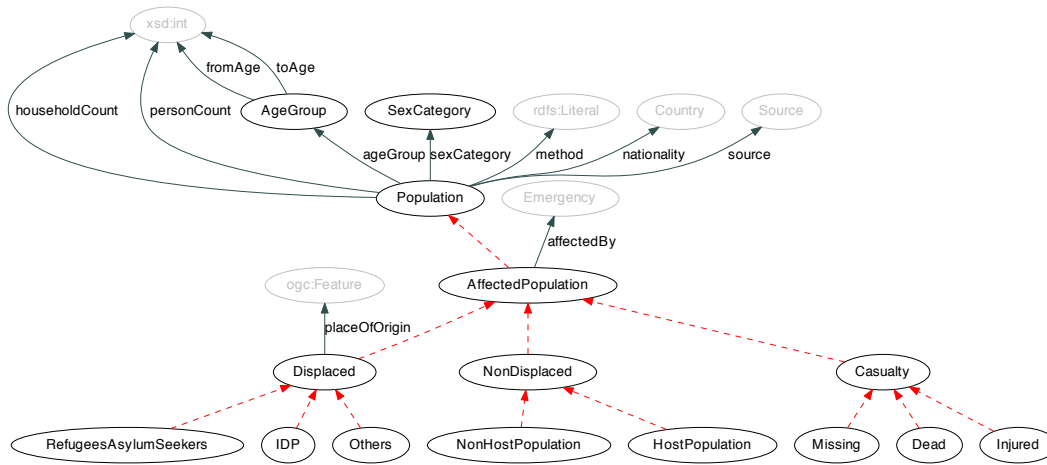 xsd:int
fromAge
toAge
householdCount
personCount
AgeGroup
SexCategory
rdfs:Literal
Country
Source
ageGroup
sexCategory
method
nationality
source
Population
Emergency
affectedBy
ogc:Feature
AffectedPopulation
placeOfOrigin
Displaced
NonDisplaced
Casualty
RefugeesAsylumSeekers
IDP
Others
NonHostPopulation
HostPopulation
Missing
Dead
Injured